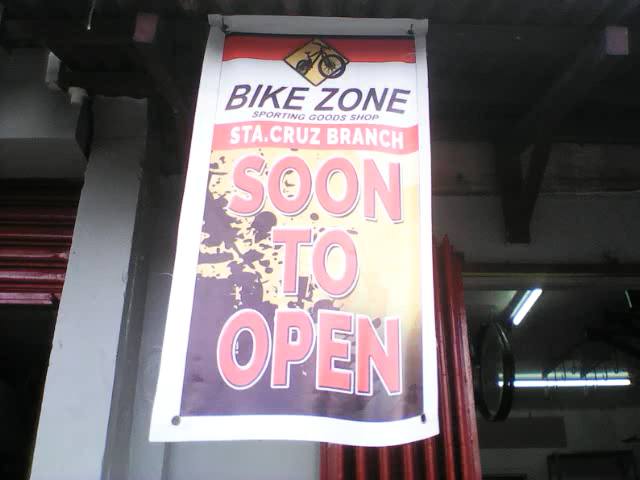 BIKE ZONE
SPORTING GOODS SHOP
STA.CRUZ BRANCH
SOON
TO
OPEN